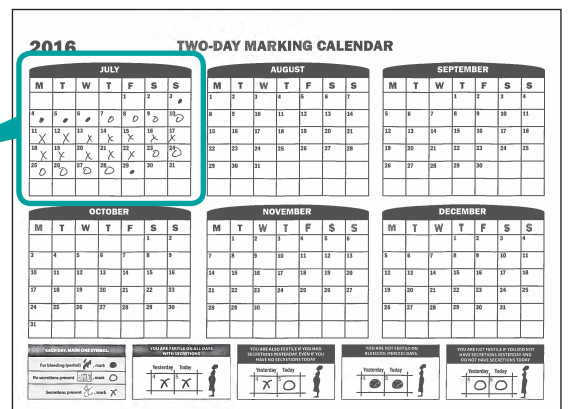 2016 TWO-DAY MARKING CALENDAR
JULY AUGUST SEPTEMBER
M T W T F S S M T W T F S S M T W T F S S
1 2 3 1 2 3 4 5 6 7 1 2 3 4
4 5 6 7 8 9 10 8 9 10 11 12 13 14 5 6 7 8 9 10 11
11 12 13 14 15 16 17 15 16 17 18 19 20 21 12 13 14 15 16 17 18
18 19 20 21 22 23 24 22 23 24 25 26 27 28 19 20 21 22 23 24 25
25 26 27 28 29 30 31 29 30 31 26 27 28 29 30
OCTOBER NOVEMBER DECEMBER
M T W T F S S M T W T F S S M T W T F S S
1 2 1 2 3 4 5 6 1 2 3 4
3 4 5 6 7 8 9 7 8 9 10 11 12 13 5 6 7 8 9 10 11
10 11 12 13 14 15 16 14 15 16 17 18 19 20 12 13 14 15 16 17 18
17 18 19 20 21 22 23 21 22 23 24 25 26 27 19 20 21 22 23 24 25
24 25 26 27 28 29 30 28 29 30 26 27 28 29 30 31
31
EACH DAY, MARK ONE SYMBOL:
For bleeding (period) , mark
No secretions present , mark
Secretions present , mark X
YOU ARE FERTILE ON ALL DAYS
WITH SECRETIONS
Yesterday Today
4 X 5 X
YOU ARE ALSO FERTILE IF YOU HAD
SECRETIONS YESTERDAY, EVEN IF YOU
HAVE NO SECRETIONS TODAY
Yesterday Today
4 X 5 O
YOU ARE NOT FERTILE ON
BLEEDING (PERIOD) DAYS
Yesterday Today
4 5
YOU ARE NOT FERTILE IF YOU DID NOT
HAVE SECRETIONS YESTERDAY AND
DO NOT HAVE SECRETIONS TODAY
Yesterday Today
4 O 5 O